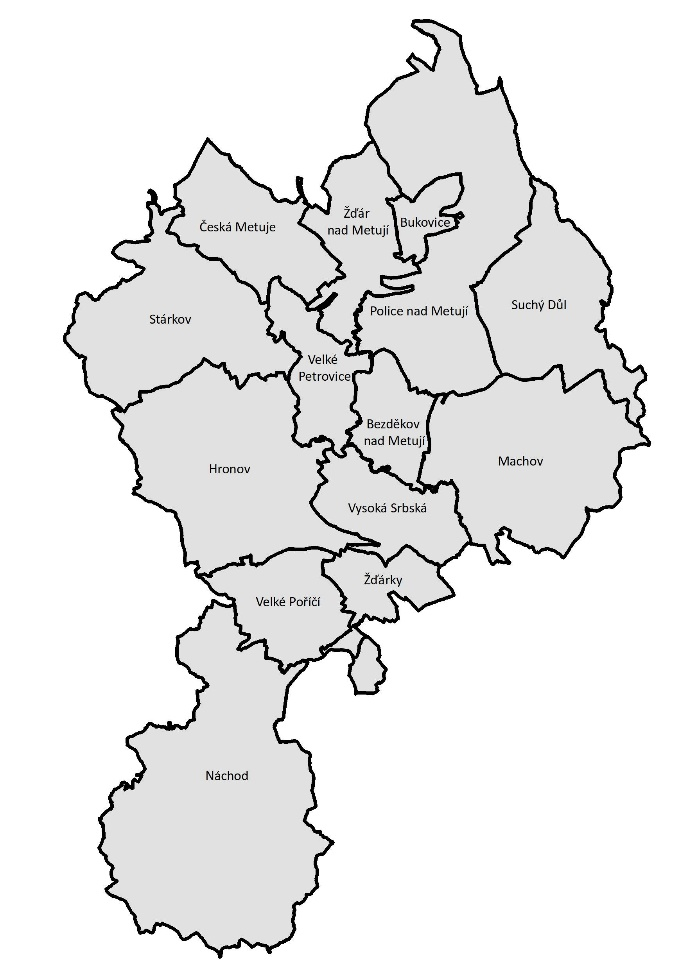 Česká Metuje
Žďár
nad Metují
Bukovice
Stárkov
Police nad Metují
Suchý Důl
Velké
Petrovice
Bezděkov
nad Metují
Hronov
Machov
Vysoká Srbská
Žďárky
Velké Poříčí
Náchod